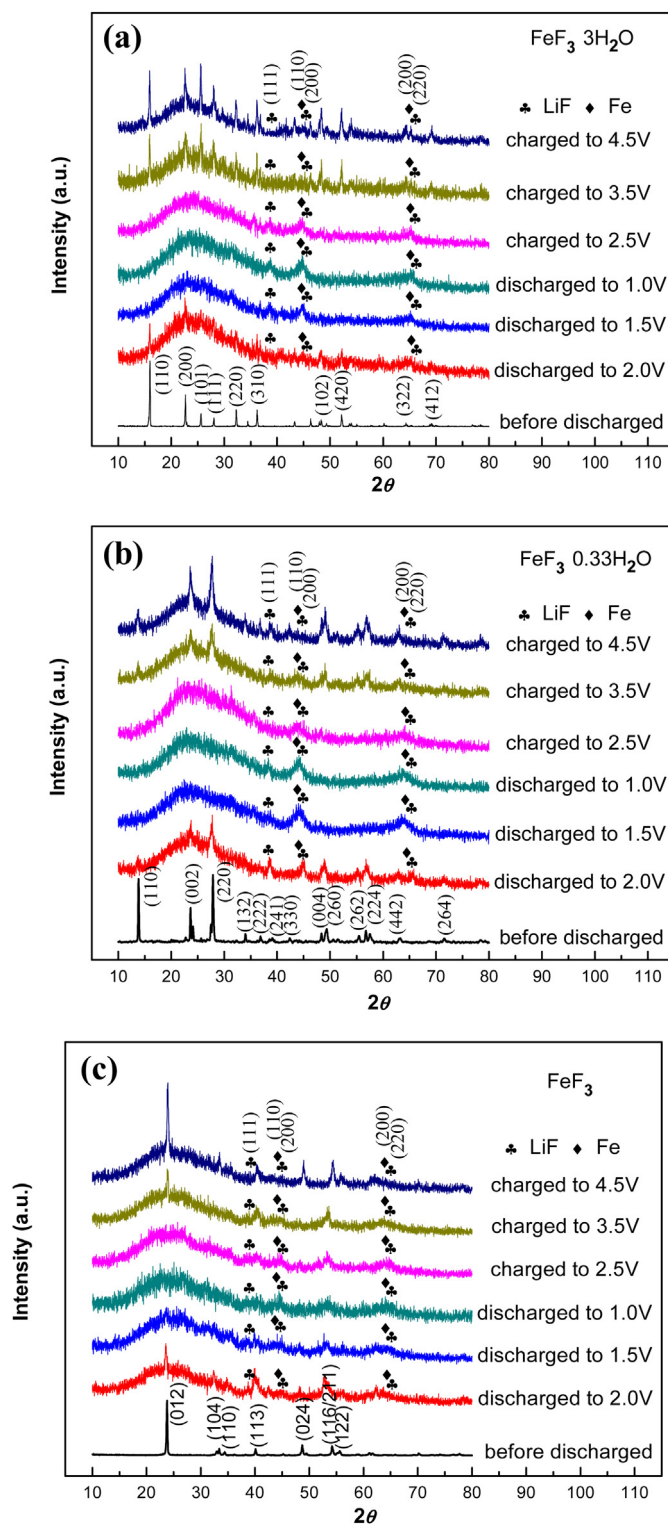 (a)
FeF3 3H2O
(111)
(110)
(200)
(200)
(220)
♣ LiF ♦ Fe
charged to 4.5V
charged to 3.5V
charged to 2.5V
discharged to 1.0V
discharged to 1.5V
discharged to 2.0V
before discharged
(110)
(200)
(101)
(111)
(220)
(310)
(102)
(420)
(322)
(412)
Intensity (a.u.)
10 20 30 40 50 60 70 80 90 100 110
2θ
(b)
FeF3 0.33H2O
(111)
(110)
(200)
(200)
(220)
♣ LiF ♦ Fe
charged to 4.5V
charged to 3.5V
charged to 2.5V
discharged to 1.0V
discharged to 1.5V
discharged to 2.0V
before discharged
(110)
(002)
(220)
(132)
(222)
(241)
(330)
(004)
(260)
(262)
(224)
(442)
(264)
Intensity (a.u.)
10 20 30 40 50 60 70 80 90 100 110
2θ
(c)
FeF3
(111)
(110)
(200)
(200)
(220)
♣ LiF ♦ Fe
charged to 4.5V
charged to 3.5V
charged to 2.5V
discharged to 1.0V
discharged to 1.5V
discharged to 2.0V
before discharged
(012)
(104)
(110)
(113)
(024)
(116/211)
(122)
Intensity (a.u.)
10 20 30 40 50 60 70 80 90 100 110
2θ